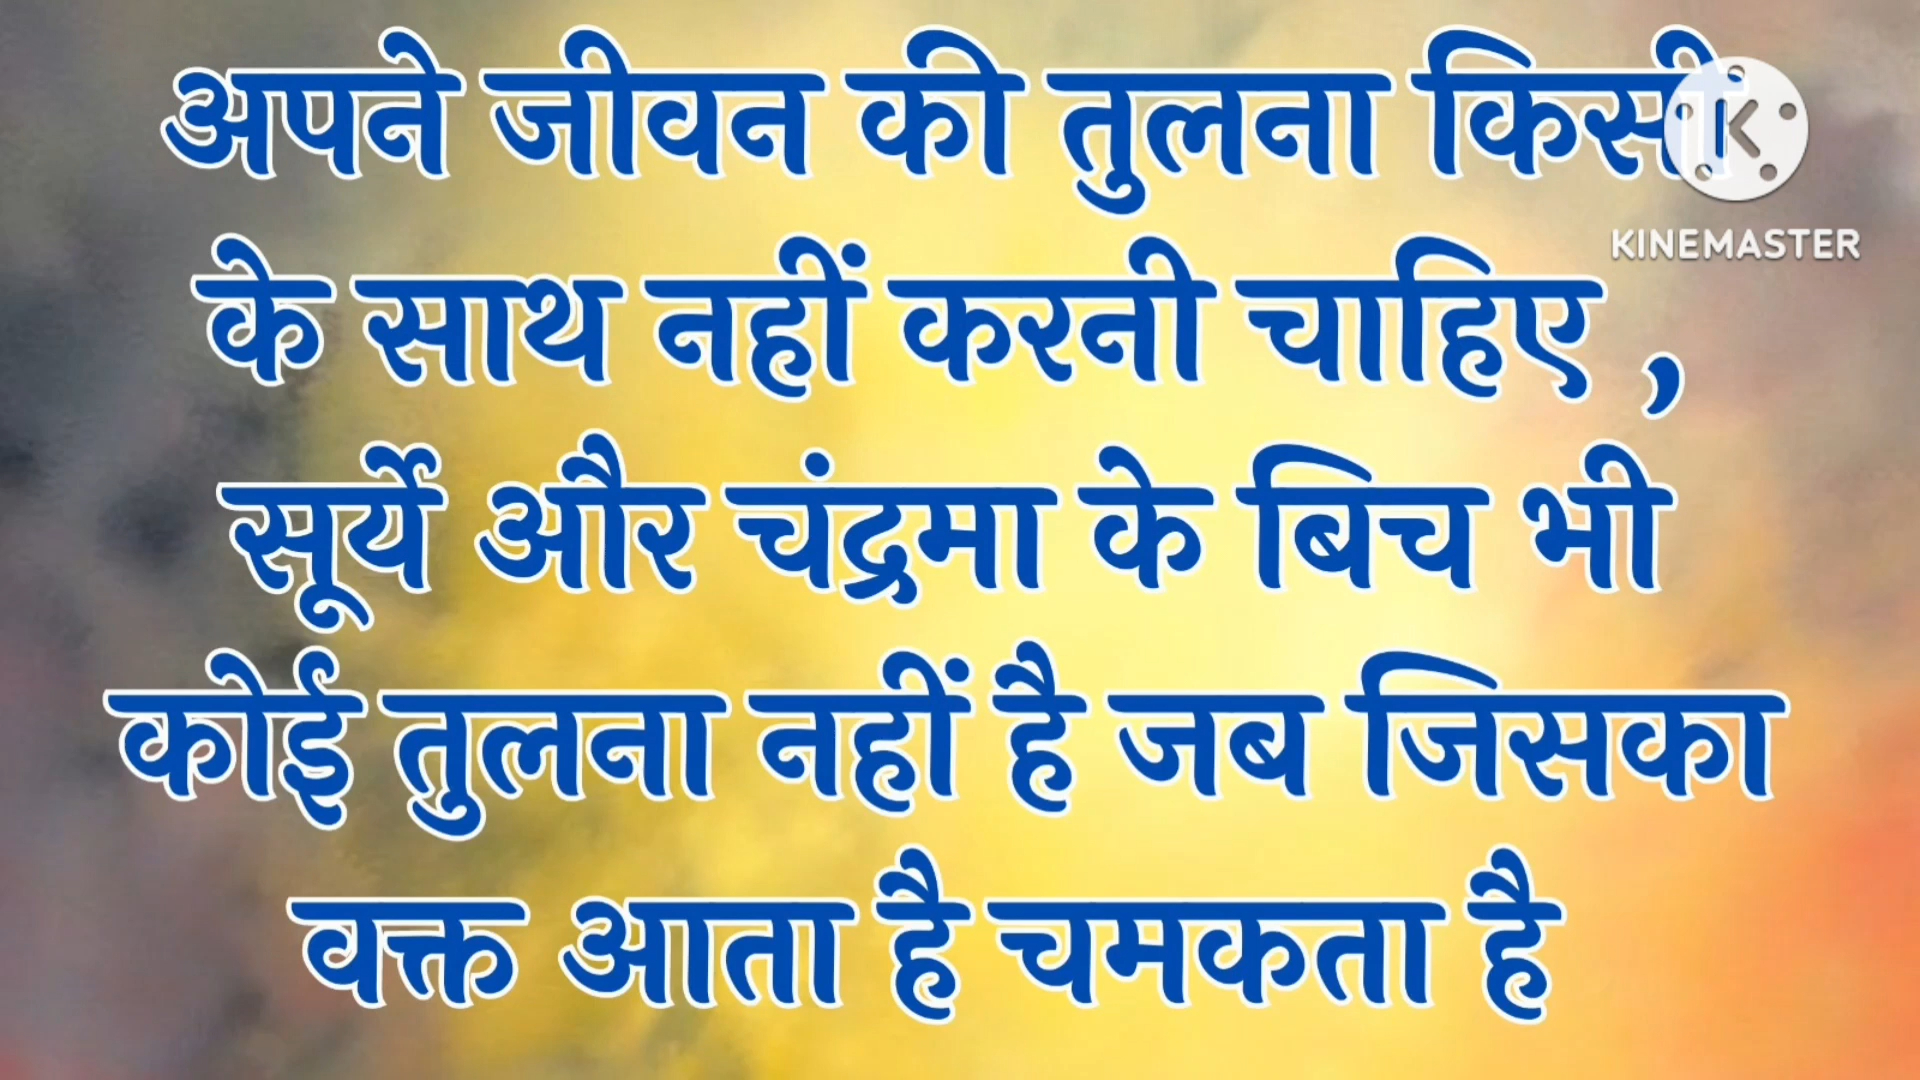 अपने जीवन की तुलना किसी
KINEMASTER
के साथ नहीं करनी चाहिए ,
सूर्ये और चंद्रमा के बिच भी
कोई तुलना नहीं है जब जिसका
वक्त आता है चमकता है